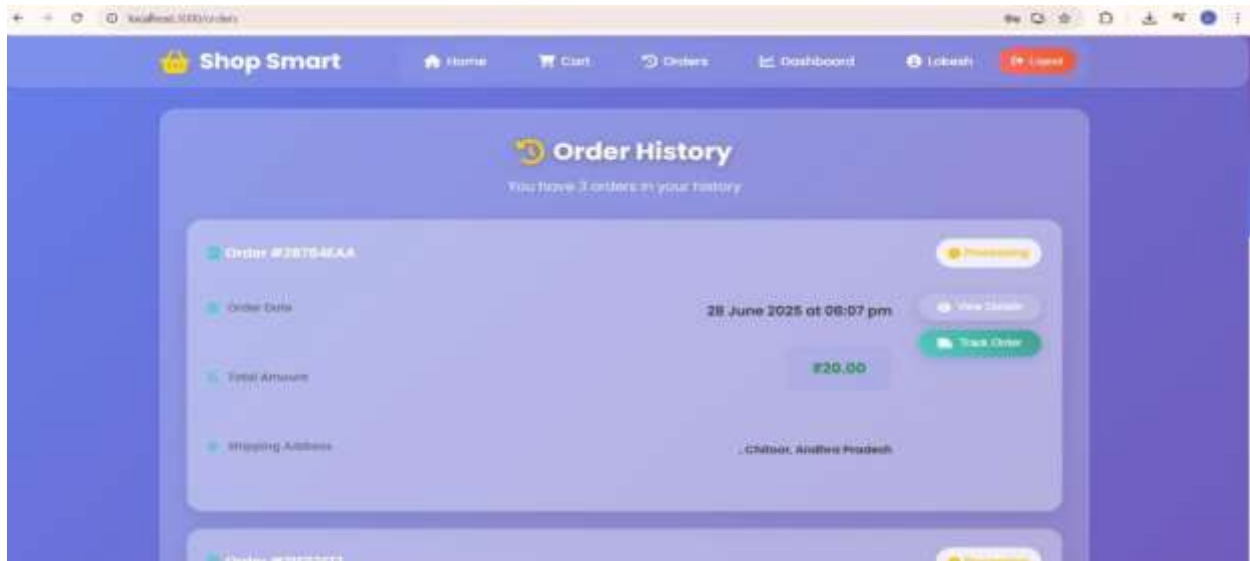 localhost:3000/orders
Shop Smart
Home
Cart
Orders
Dashboard
Lokesh
Logout
Order History
You have 3 orders in your history
Processing
Order Date
28 June 2025 at 08:07 pm
View Details
Track Order
Total Amount
₹20.00
Shipping Address
, Chitoor, Andhra Pradesh